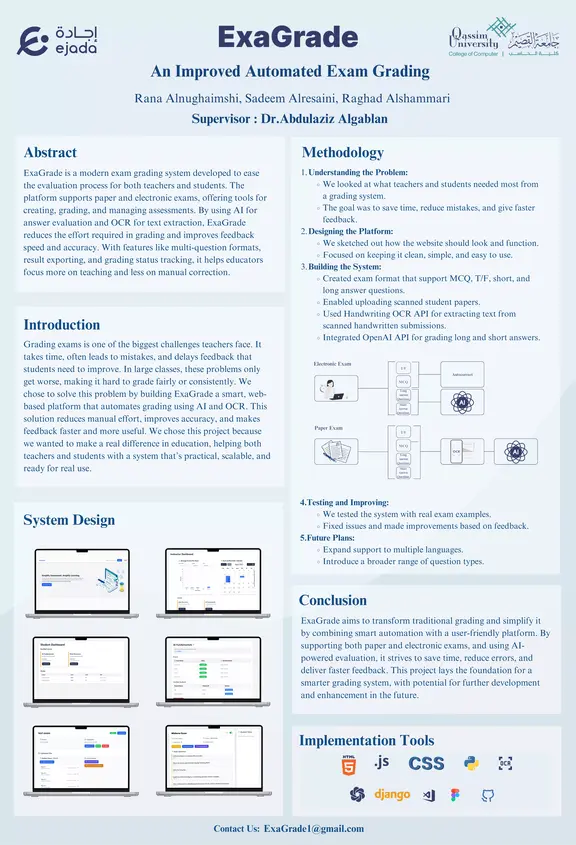 إجادة
ejada
ExaGrade
Qassim
University
جامعة القصيم
College of Computer | كلية الحاسب
An Improved Automated Exam Grading
Rana Alnughaimshi, Sadeem Alresaini, Raghad Alshammari
Supervisor : Dr.Abdulaziz Algablan
Abstract
ExaGrade is a modern exam grading system developed to ease
the evaluation process for both teachers and students. The
platform supports paper and electronic exams, offering tools for
creating, grading, and managing assessments. By using AI for
answer evaluation and OCR for text extraction, ExaGrade
reduces the effort required in grading and improves feedback
speed and accuracy. With features like multi-question formats,
result exporting, and grading status tracking, it helps educators
focus more on teaching and less on manual correction.
Introduction
Grading exams is one of the biggest challenges teachers face. It
takes time, often leads to mistakes, and delays feedback that
students need to improve. In large classes, these problems only
get worse, making it hard to grade fairly or consistently. We
chose to solve this problem by building ExaGrade a smart, web-
based platform that automates grading using AI and OCR. This
solution reduces manual effort, improves accuracy, and makes
feedback faster and more useful. We chose this project because
we wanted to make a real difference in education, helping both
teachers and students with a system that's practical, scalable, and
ready for real use.
System Design
Methodology
1. Understanding the Problem:
We looked at what teachers and students needed most from
a grading system.
The goal was to save time, reduce mistakes, and give faster
feedback.
2. Designing the Platform:
We sketched out how the website should look and function.
Focused on keeping it clean, simple, and easy to use.
3. Building the System:
Created exam format that support MCQ, T/F, short, and
long answer questions.
Enabled uploading scanned student papers.
Used Handwriting OCR API for extracting text from
scanned handwritten submissions.
Integrated OpenAI API for grading long and short answers.
Electronic Exam
T/F
MCQ
AI
Paper Exam
T/F
MCQ
OCR
AI
4.Testing and Improving:
We tested the system with real exam examples.
Fixed issues and made improvements based on feedback.
5.Future Plans:
Expand support to multiple languages.
Introduce a broader range of question types.
Conclusion
ExaGrade aims to transform traditional grading and simplify it
by combining smart automation with a user-friendly platform. By
supporting both paper and electronic exams, and using AI-
powered evaluation, it strives to save time, reduce errors, and
deliver faster feedback. This project lays the foundation for a
smarter grading system, with potential for further development
and enhancement in the future.
Implementation Tools
HTML
5
.js
CSS
OCR
django
Contact Us: ExaGrade1@gmail.com